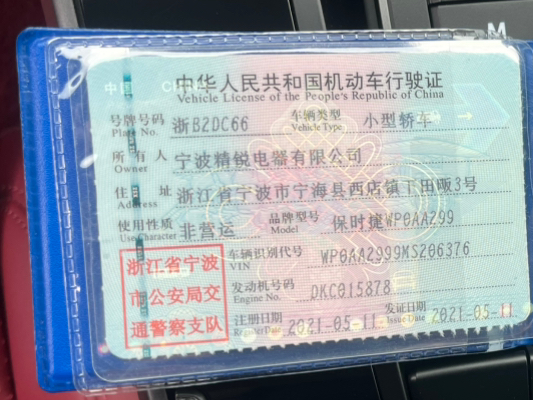 M
中华人民共和国机动车行驶证
Vehicle License of the People's Republic of China
号牌号码 浙B2DC66 车辆类型 小型轿车
Plate No. Vehicle Type
所有人 宁波精锐电器有限公司
Owner
住址 浙江省宁波市宁海县西店镇下田畈3号
Address
使用性质 非营运 品牌型号 保时捷WP0AA299
Use Character Model
浙江省宁波
市公安局交
通警察支队
车辆识别代号 WP0AA2999MS206376
VIN
发动机号码 DKC015878
Engine No.
注册日期 2021-05-11 发证日期 2021-05-11
Register Date Issue Date